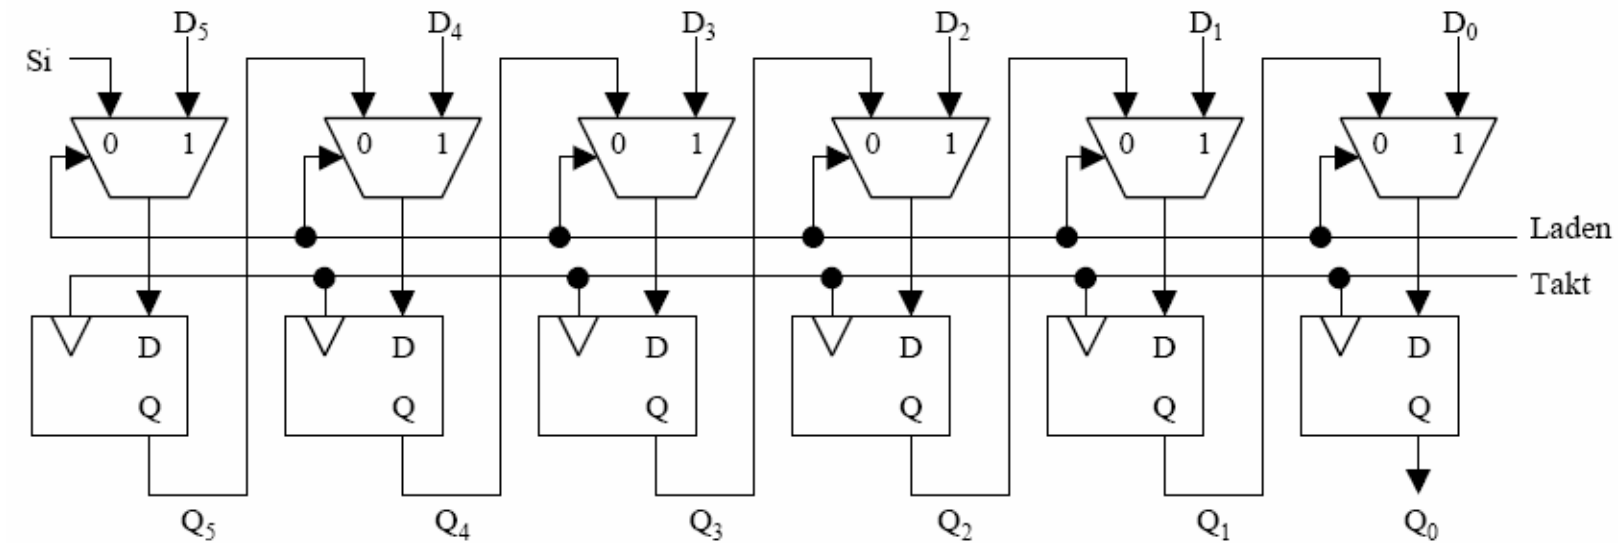 D₅ D₄ D₃ D₂ D₁ D₀
Si
0 1 0 1 0 1 0 1 0 1 0 1
Laden
Takt
D D D D D D
Q Q Q Q Q Q
Q₅ Q₄ Q₃ Q₂ Q₁ Q₀